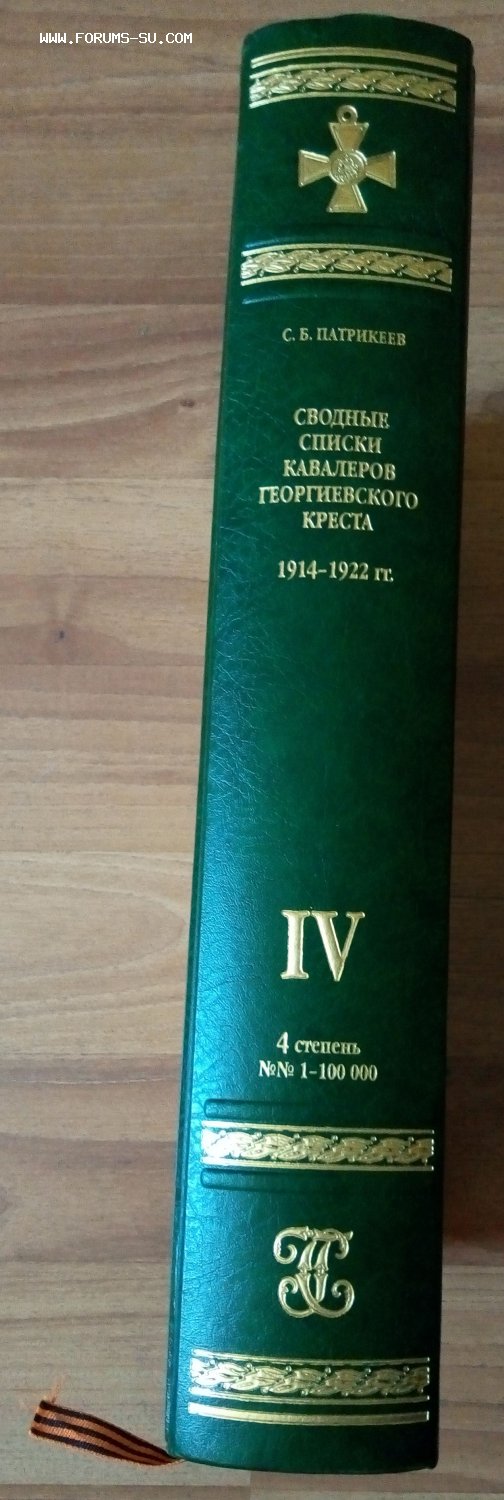 WWW.FORUMS-SU.COM
С. Б. ПАТРИКЕЕВ
СВОДНЫЕ
СПИСКИ
КАВАЛЕРОВ
ГЕОРГИЕВСКОГО
КРЕСТА
1914–1922 гг.
IV
4 степень
№№ 1–100 000